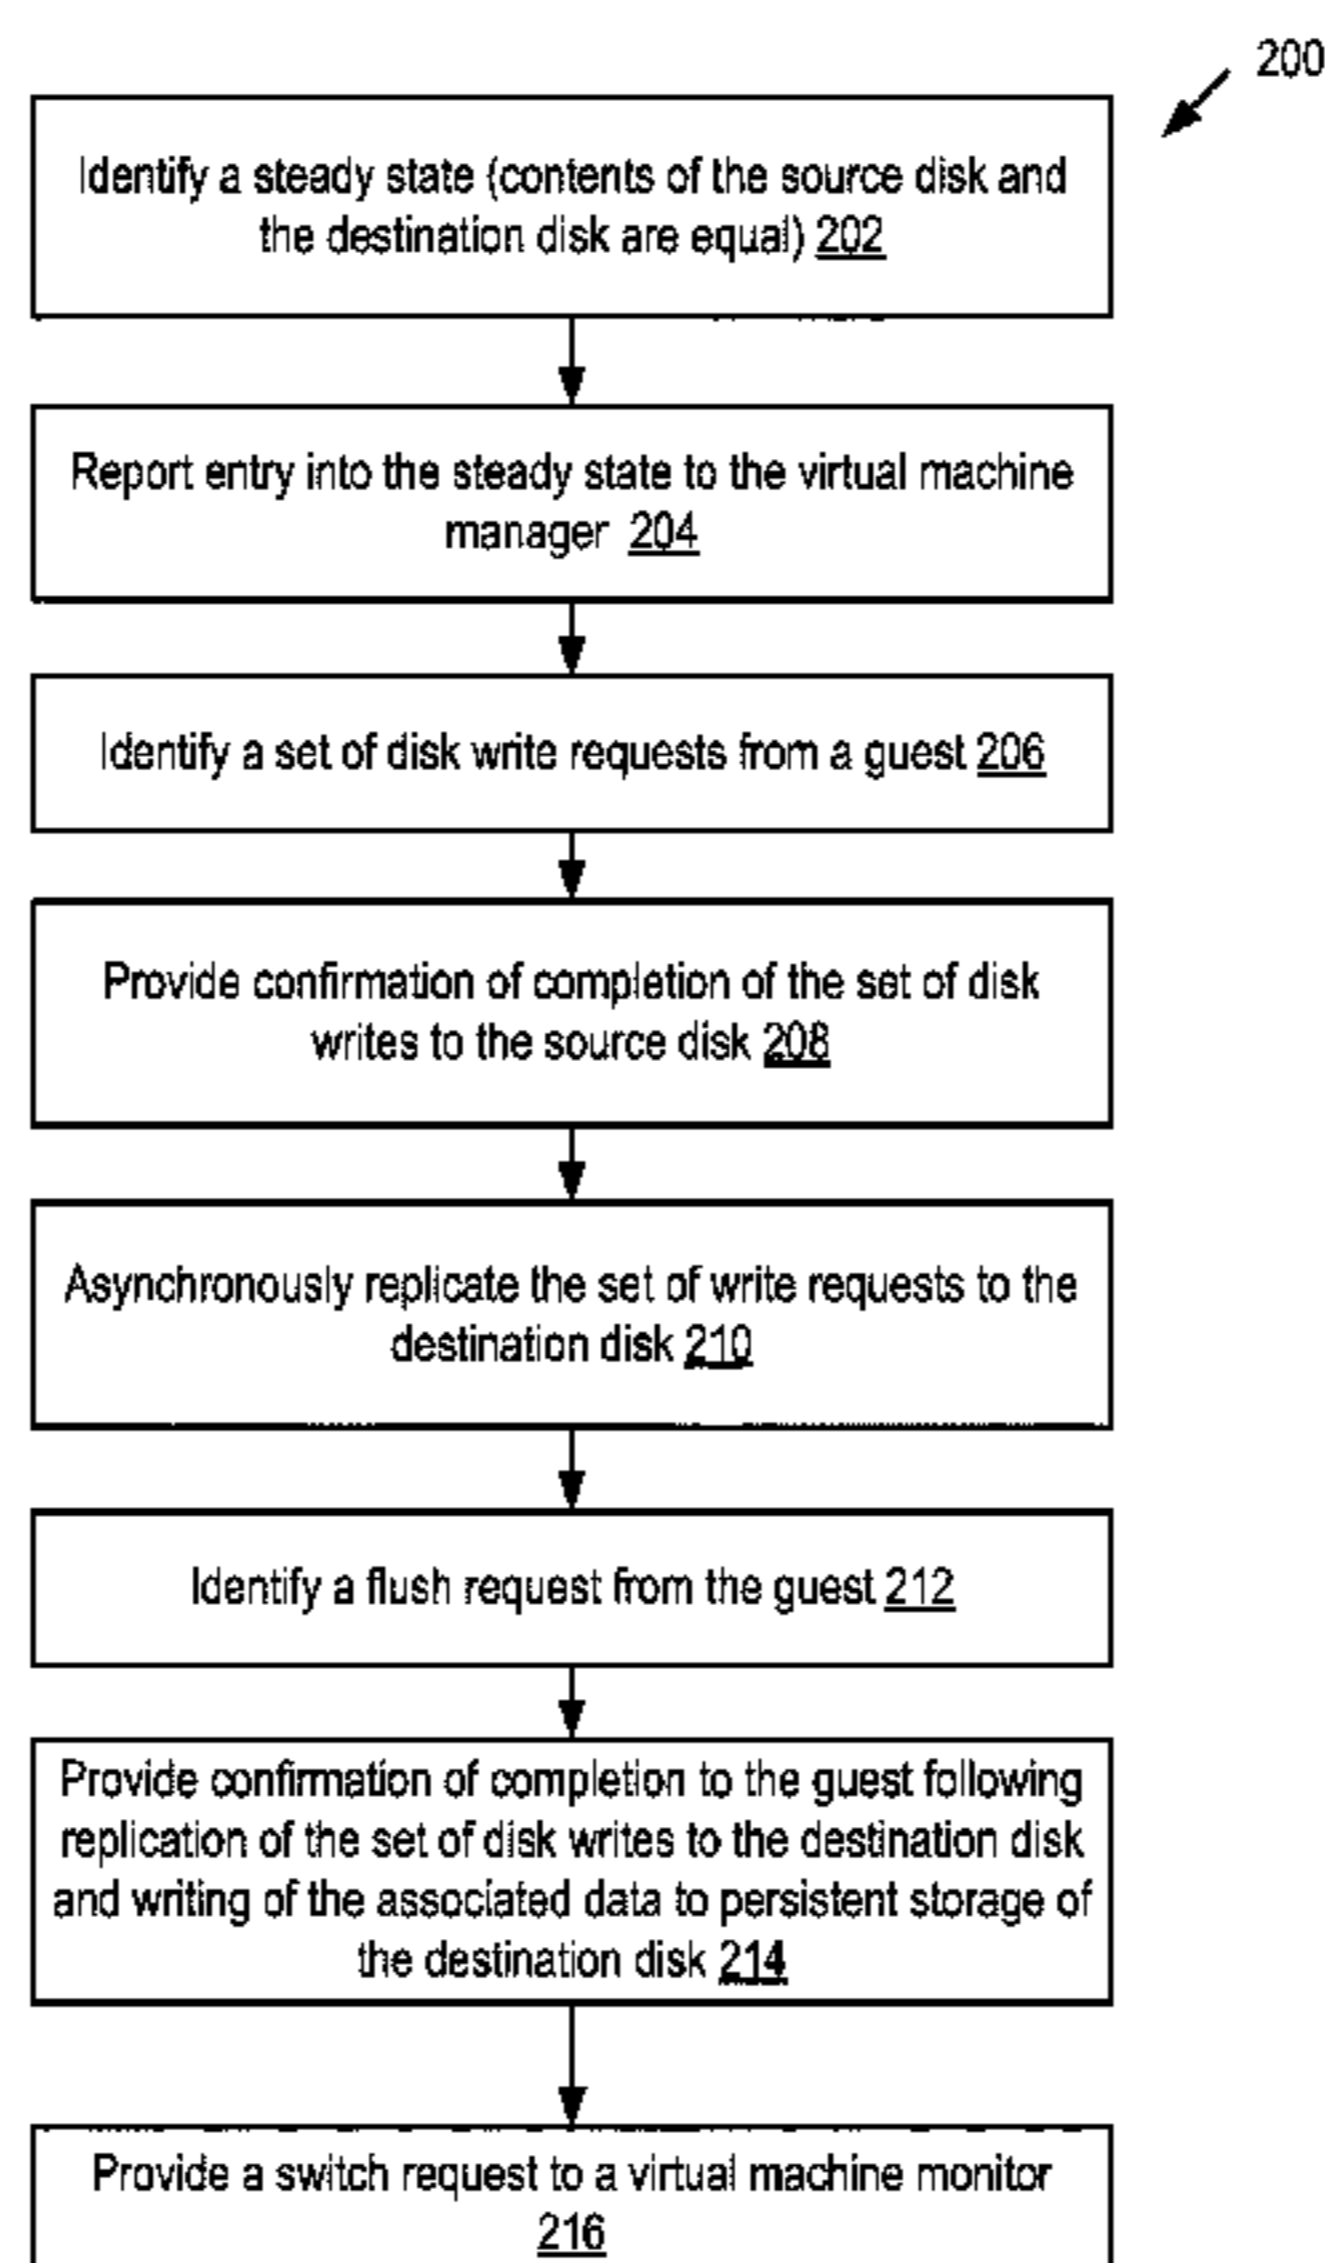 200
Identify a steady state (contents of the source disk and
the destination disk are equal) 202
Report entry into the steady state to the virtual machine
manager 204
Identify a set of disk write requests from a guest 206
Provide confirmation of completion of the set of disk
writes to the source disk 208
Asynchronously replicate the set of write requests to the
destination disk 210
Identify a flush request from the guest 212
Provide confirmation of completion to the guest following
replication of the set of disk writes to the destination disk
and writing of the associated data to persistent storage of
the destination disk 214
Provide a switch request to a virtual machine monitor
216